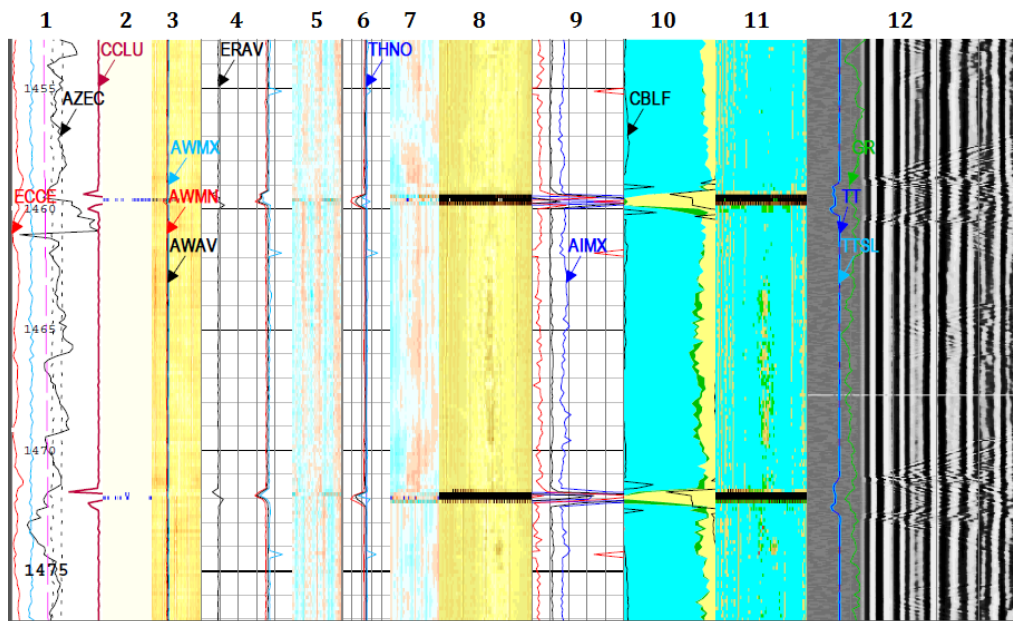 1 2 3 4 5 6 7 8 9 10 11 12
CCLU ERAV THNO
1455
AZEC CBLF
AWMX GR
ECCE AWMN TT
1460
AWAV AIMX TTSL
1465
1470
1475